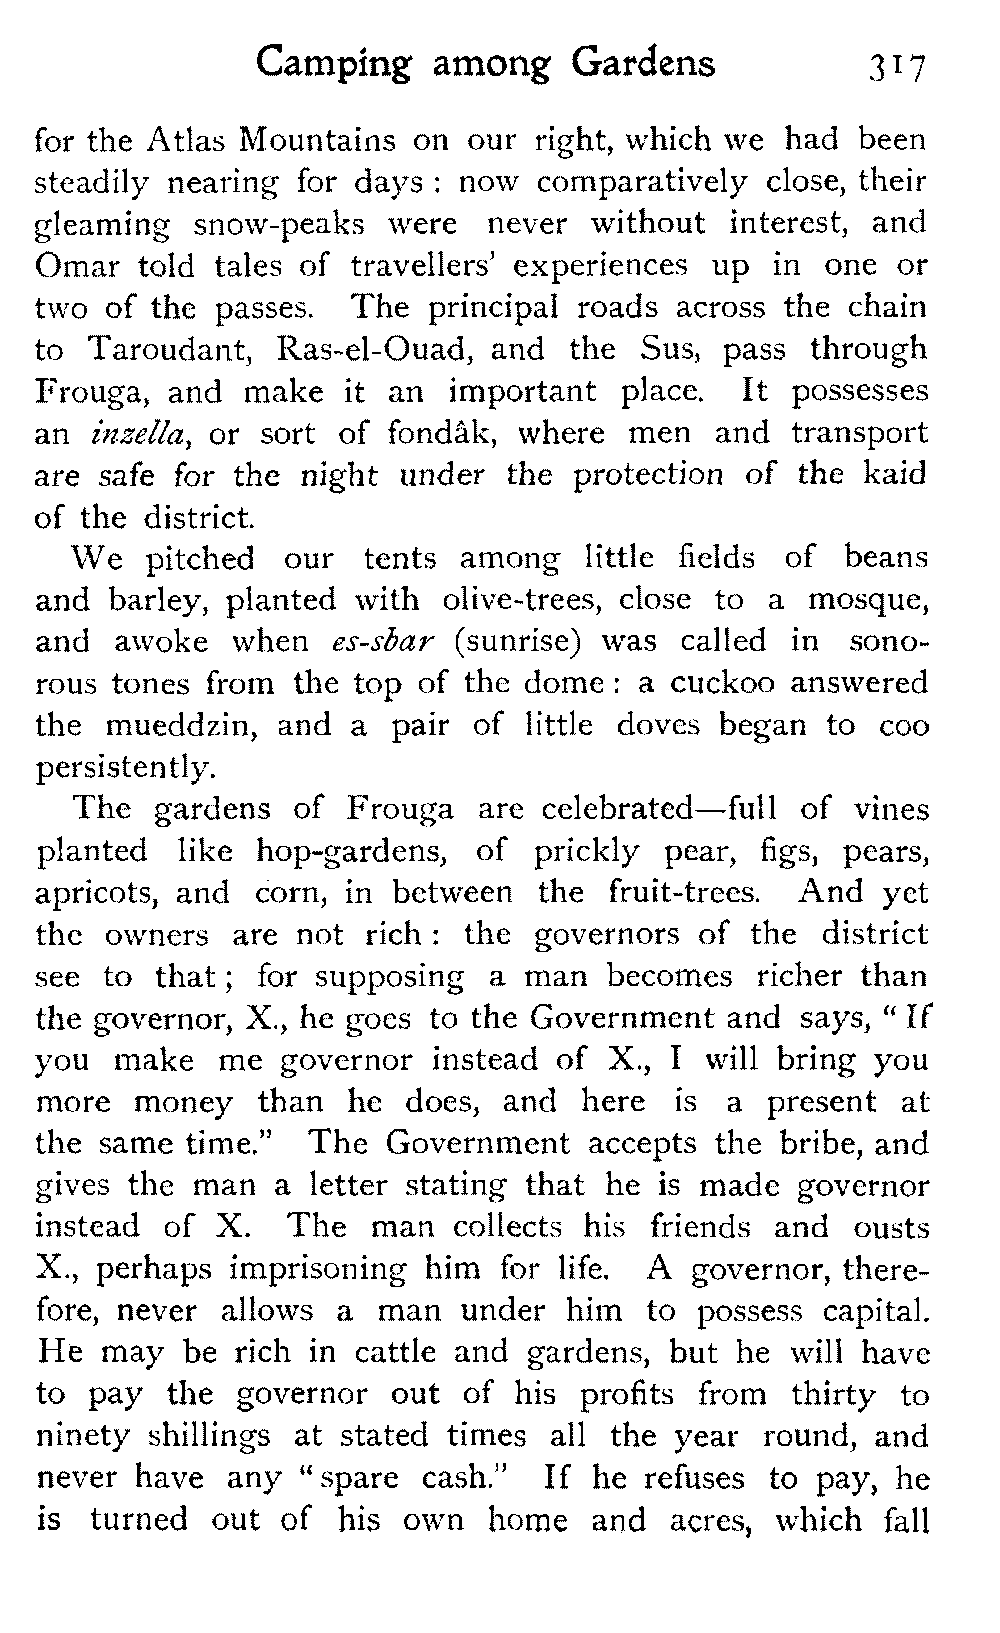 Camping among Gardens 317
for the Atlas Mountains on our right, which we had been
steadily nearing for days : now comparatively close, their
gleaming snow-peaks were never without interest, and
Omar told tales of travellers' experiences up in one or
two of the passes. The principal roads across the chain
to Taroudant, Ras-el-Ouad, and the Sus, pass through
Frouga, and make it an important place. It possesses
an inzella, or sort of fondâk, where men and transport
are safe for the night under the protection of the kaid
of the district.
We pitched our tents among little fields of beans
and barley, planted with olive-trees, close to a mosque,
and awoke when es-sbar (sunrise) was called in sono-
rous tones from the top of the dome : a cuckoo answered
the mueddzin, and a pair of little doves began to coo
persistently.
The gardens of Frouga are celebrated—full of vines
planted like hop-gardens, of prickly pear, figs, pears,
apricots, and corn, in between the fruit-trees. And yet
the owners are not rich : the governors of the district
see to that ; for supposing a man becomes richer than
the governor, X., he goes to the Government and says, " If
you make me governor instead of X., I will bring you
more money than he does, and here is a present at
the same time." The Government accepts the bribe, and
gives the man a letter stating that he is made governor
instead of X. The man collects his friends and ousts
X., perhaps imprisoning him for life. A governor, there-
fore, never allows a man under him to possess capital.
He may be rich in cattle and gardens, but he will have
to pay the governor out of his profits from thirty to
ninety shillings at stated times all the year round, and
never have any " spare cash." If he refuses to pay, he
is turned out of his own home and acres, which fall